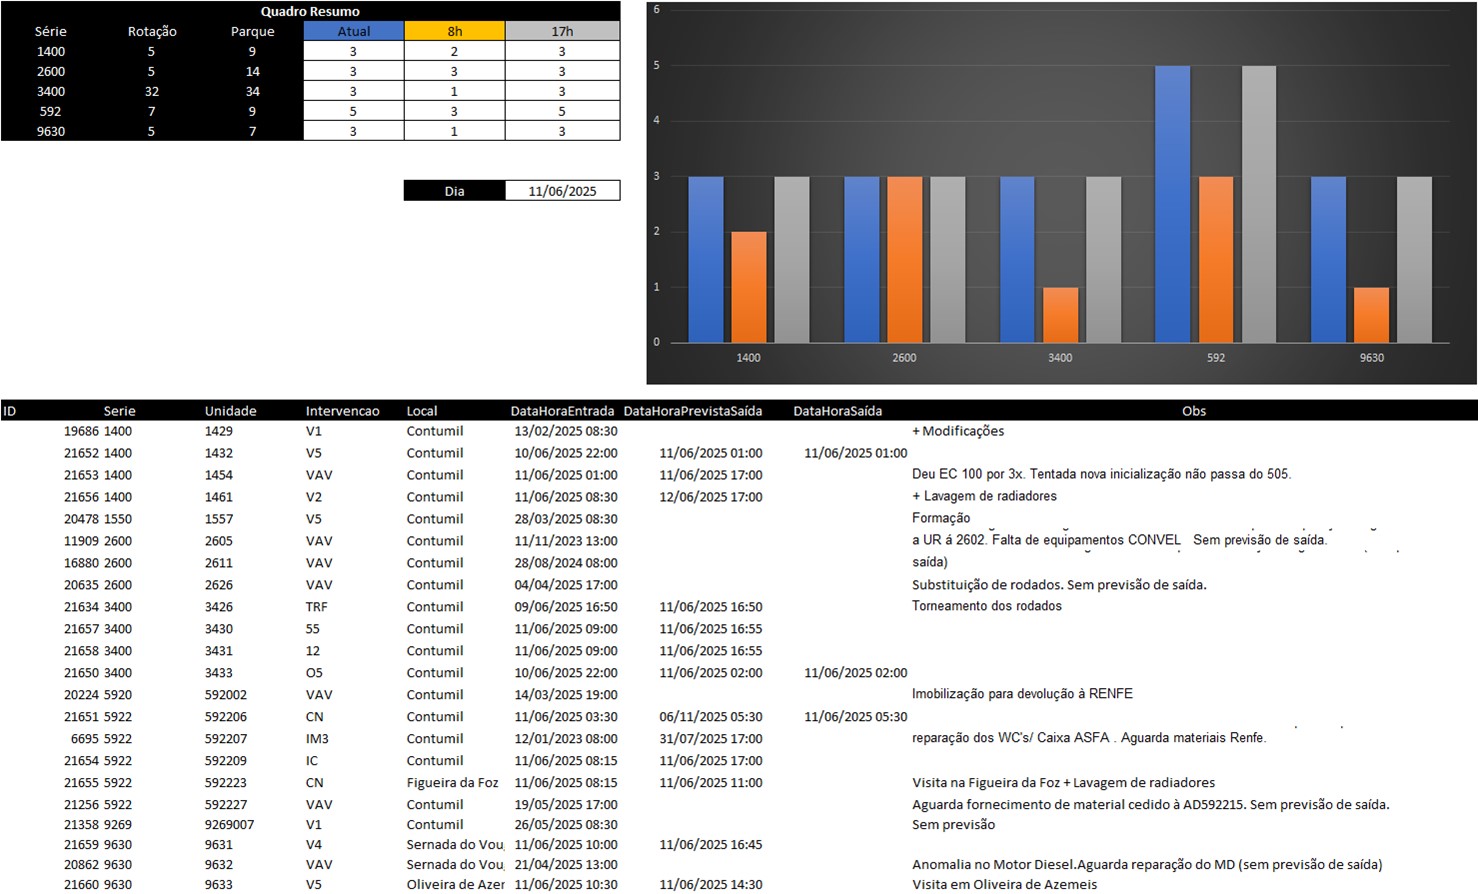 Quadro Resumo
Série Rotação Parque Atual 8h 17h
1400 5 9 3 2 3
2600 5 14 3 3 3
3400 32 34 3 1 3
592 7 9 5 3 5
9630 5 7 3 1 3
Dia 11/06/2025
6
5
4
3
2
1
0
1400 2600 3400 592 9630
ID Serie Unidade Intervencao Local DataHoraEntrada DataHoraPrevistaSaída DataHoraSaída Obs
19686 1400 1429 V1 Contumil 13/02/2025 08:30 + Modificações
21652 1400 1432 V5 Contumil 10/06/2025 22:00 11/06/2025 01:00 11/06/2025 01:00
21653 1400 1454 VAV Contumil 11/06/2025 01:00 11/06/2025 17:00 Deu EC 100 por 3x. Tentada nova inicialização não passa do 505.
21656 1400 1461 V2 Contumil 11/06/2025 08:30 12/06/2025 17:00 + Lavagem de radiadores
20478 1550 1557 V5 Contumil 28/03/2025 08:30 Formação
11909 2600 2605 VAV Contumil 11/11/2023 13:00 a UR á 2602. Falta de equipamentos CONVEL Sem previsão de saída.
16880 2600 2611 VAV Contumil 28/08/2024 08:00 saída)
20635 2600 2626 VAV Contumil 04/04/2025 17:00 Substituição de rodados. Sem previsão de saída.
21634 3400 3426 TRF Contumil 09/06/2025 16:50 11/06/2025 16:50 Torneamento dos rodados
21657 3400 3430 55 Contumil 11/06/2025 09:00 11/06/2025 16:55
21658 3400 3431 12 Contumil 11/06/2025 09:00 11/06/2025 16:55
21650 3400 3433 O5 Contumil 10/06/2025 22:00 11/06/2025 02:00 11/06/2025 02:00
20224 5920 592002 VAV Contumil 14/03/2025 19:00 Imobilização para devolução à RENFE
21651 5922 592206 CN Contumil 11/06/2025 03:30 06/11/2025 05:30 11/06/2025 05:30
6695 5922 592207 IM3 Contumil 12/01/2023 08:00 31/07/2025 17:00 reparação dos WC's/ Caixa ASFA . Aguarda materiais Renfe.
21654 5922 592209 IC Contumil 11/06/2025 08:15 11/06/2025 17:00
21655 5922 592223 CN Figueira da Foz 11/06/2025 08:15 11/06/2025 11:00 Visita na Figueira da Foz + Lavagem de radiadores
21256 5922 592227 VAV Contumil 19/05/2025 17:00 Aguarda fornecimento de material cedido à AD592215. Sem previsão de saída.
21358 9269 9269007 V1 Contumil 26/05/2025 08:30 Sem previsão
21659 9630 9631 V4 Sernada do Vou 11/06/2025 10:00 11/06/2025 16:45
20862 9630 9632 VAV Sernada do Vou 21/04/2025 13:00 Anomalia no Motor Diesel.Aguarda reparação do MD (sem previsão de saída)
21660 9630 9633 V5 Oliveira de Azer 11/06/2025 10:30 11/06/2025 14:30 Visita em Oliveira de Azemeis